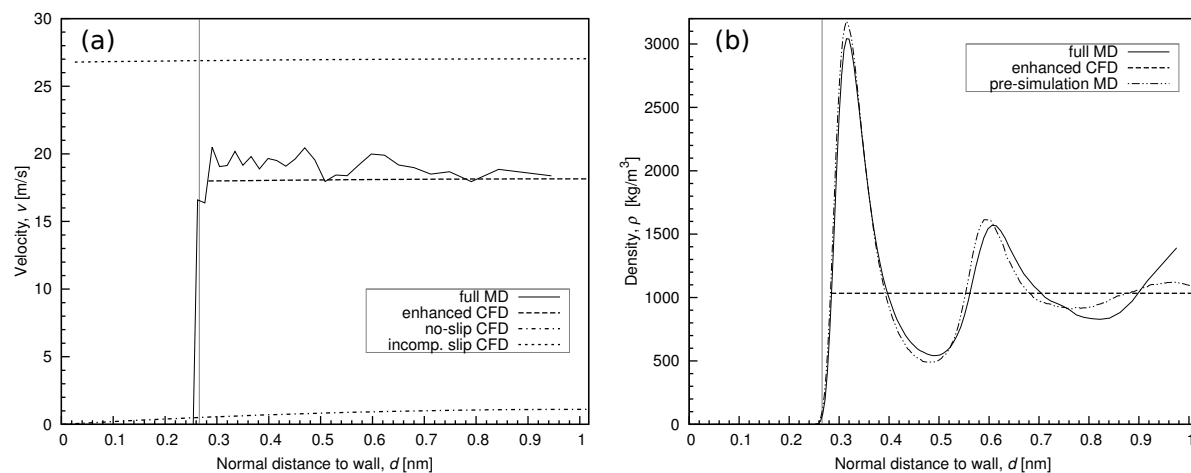 (a)
30
25
20
15
10
5
0
Velocity, v [m/s]
full MD
enhanced CFD
no-slip CFD
incomp. slip CFD
0 0.1 0.2 0.3 0.4 0.5 0.6 0.7 0.8 0.9 1
Normal distance to wall, d [nm]
(b)
3000
2500
2000
1500
1000
500
0
Density, ρ [kg/m³]
full MD
enhanced CFD
pre-simulation MD
0 0.1 0.2 0.3 0.4 0.5 0.6 0.7 0.8 0.9 1
Normal distance to wall, d [nm]